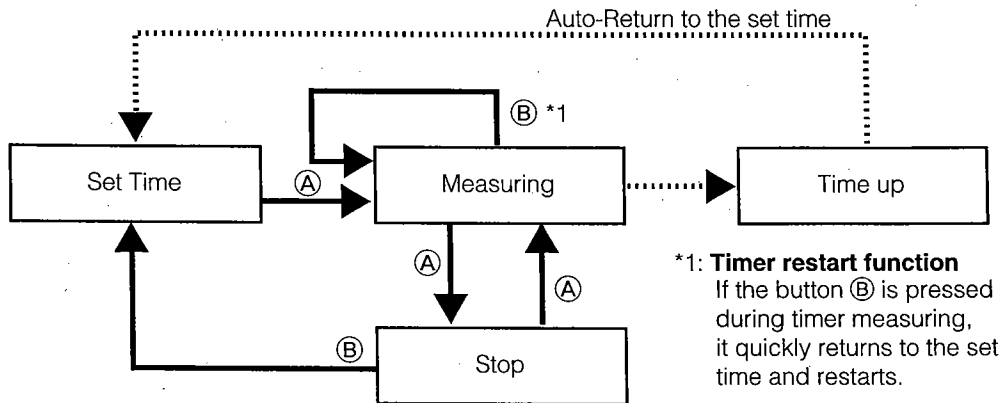 Auto-Return to the set time
Ⓑ *1
Set Time
Ⓐ
Measuring
Time up
Ⓐ
Ⓐ
*1: Timer restart function
If the button Ⓑ is pressed
during timer measuring,
it quickly returns to the set
time and restarts.
Ⓑ
Stop